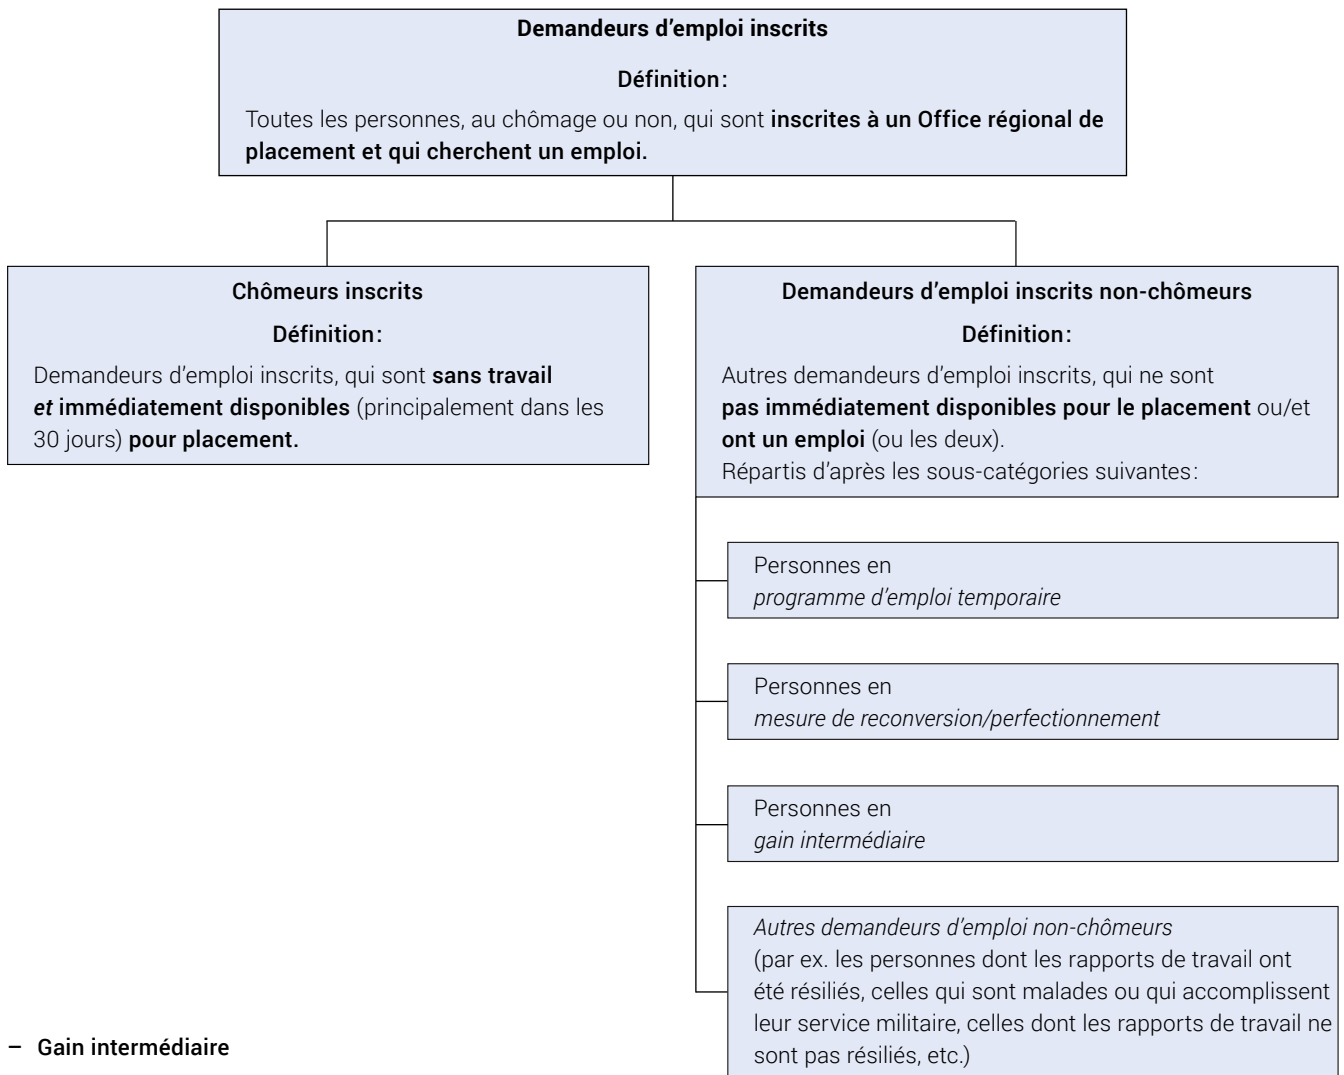 Demandeurs d'emploi inscrits
Définition:
Toutes les personnes, au chômage ou non, qui sont inscrites à un Office régional de
placement et qui cherchent un emploi.
Chômeurs inscrits
Définition:
Demandeurs d'emploi inscrits, qui sont sans travail
et immédiatement disponibles (principalement dans les
30 jours) pour placement.
Demandeurs d'emploi inscrits non-chômeurs
Définition:
Autres demandeurs d'emploi inscrits, qui ne sont
pas immédiatement disponibles pour le placement ou/et
ont un emploi (ou les deux).
Répartis d'après les sous-catégories suivantes:
Personnes en
programme d'emploi temporaire
Personnes en
mesure de reconversion/perfectionnement
Personnes en
gain intermédiaire
Autres demandeurs d'emploi non-chômeurs
(par ex. les personnes dont les rapports de travail ont
été résiliés, celles qui sont malades ou qui accomplissent
leur service militaire, celles dont les rapports de travail ne
sont pas résiliés, etc.)
– Gain intermédiaire